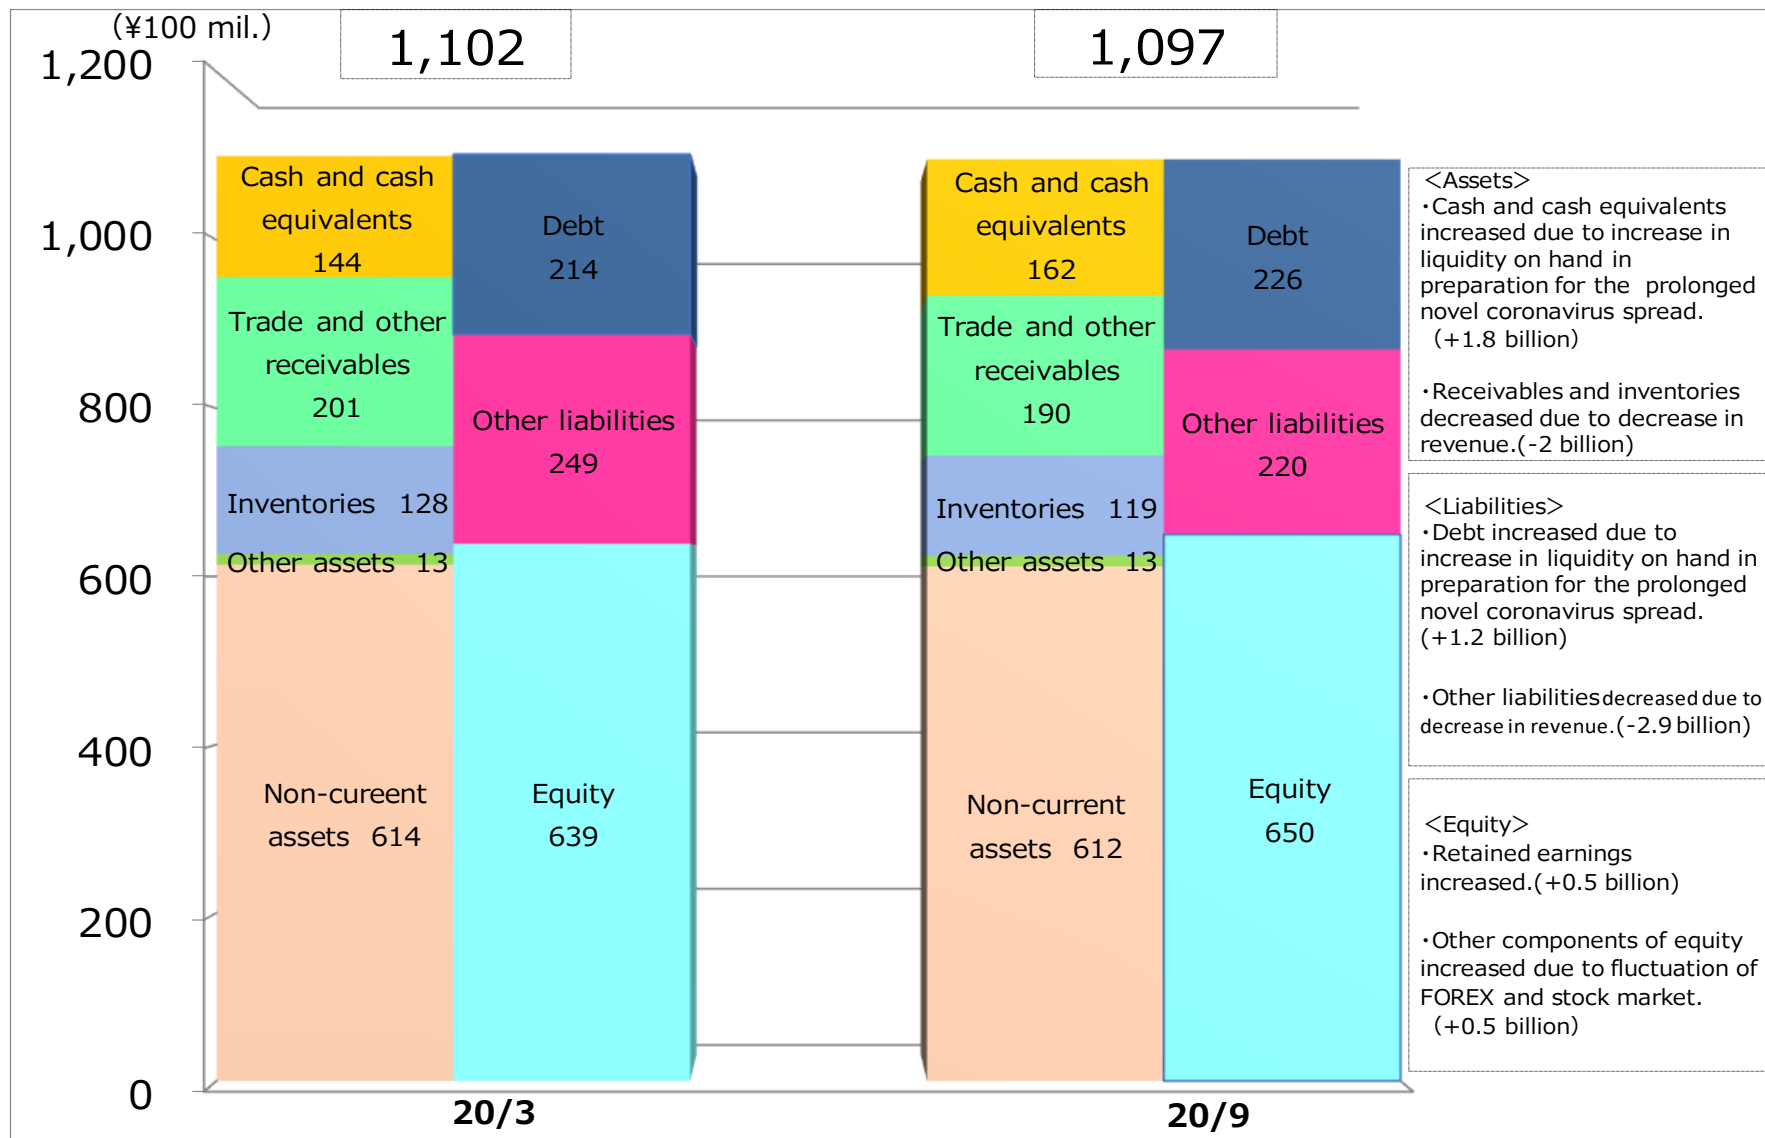 (¥100 mil.)
1,102
1,097
1,200
1,000
800
600
400
200
0
Cash and cash
equivalents
144
Trade and other
receivables
201
Inventories 128
Other assets 13
Non-cureent
assets 614
Debt
214
Other liabilities
249
Equity
639
20/3
Cash and cash
equivalents
162
Trade and other
receivables
190
Inventories 119
Other assets 13
Non-current
assets 612
Debt
226
Other liabilities
220
Equity
650
20/9
<Assets>
・Cash and cash equivalents
increased due to increase in
liquidity on hand in
preparation for the prolonged
novel coronavirus spread.
(+1.8 billion)
・Receivables and inventories
decreased due to decrease in
revenue.(-2 billion)
<Liabilities>
・Debt increased due to
increase in liquidity on hand in
preparation for the prolonged
novel coronavirus spread.
(+1.2 billion)
・Other liabilities decreased due to
decrease in revenue.(-2.9 billion)
<Equity>
・Retained earnings
increased.(+0.5 billion)
・Other components of equity
increased due to fluctuation of
FOREX and stock market.
(+0.5 billion)